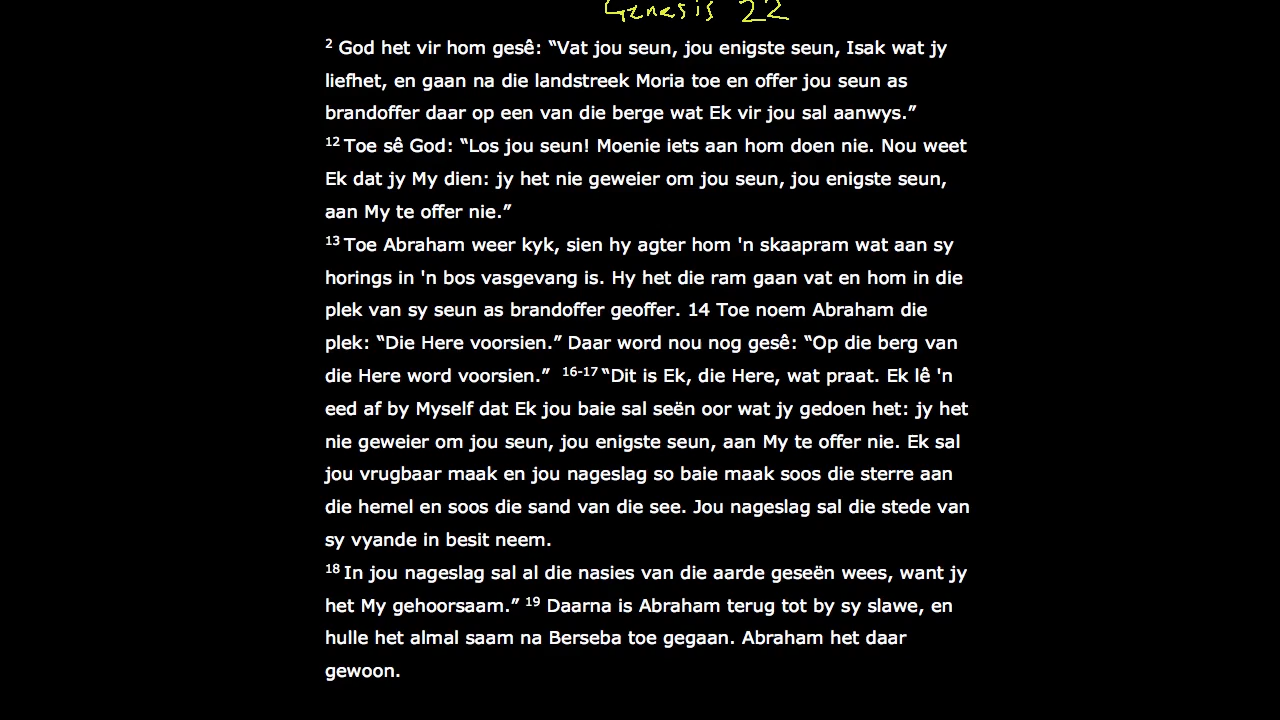 Genesis 22
2 God het vir hom gesê: “Vat jou seun, jou enigste seun, Isak wat jy
liefhet, en gaan na die landstreek Moria toe en offer jou seun as
brandoffer daar op een van die berge wat Ek vir jou sal aanwys.”
12 Toe sê God: “Los jou seun! Moenie iets aan hom doen nie. Nou weet
Ek dat jy My dien: jy het nie geweier om jou seun, jou enigste seun,
aan My te offer nie.”
13 Toe Abraham weer kyk, sien hy agter hom 'n skaapram wat aan sy
horings in 'n bos vasgevang is. Hy het die ram gaan vat en hom in die
plek van sy seun as brandoffer geoffer. 14 Toe noem Abraham die
plek: “Die Here voorsien.” Daar word nou nog gesê: “Op die berg van
die Here word voorsien.” 16-17 “Dit is Ek, die Here, wat praat. Ek lê 'n
eed af by Myself dat Ek jou baie sal seën oor wat jy gedoen het: jy het
nie geweier om jou seun, jou enigste seun, aan My te offer nie. Ek sal
jou vrugbaar maak en jou nageslag so baie maak soos die sterre aan
die hemel en soos die sand van die see. Jou nageslag sal die stede van
sy vyande in besit neem.
18 In jou nageslag sal al die nasies van die aarde geseën wees, want jy
het My gehoorsaam.” 19 Daarna is Abraham terug tot by sy slawe, en
hulle het almal saam na Berseba toe gegaan. Abraham het daar
gewoon.